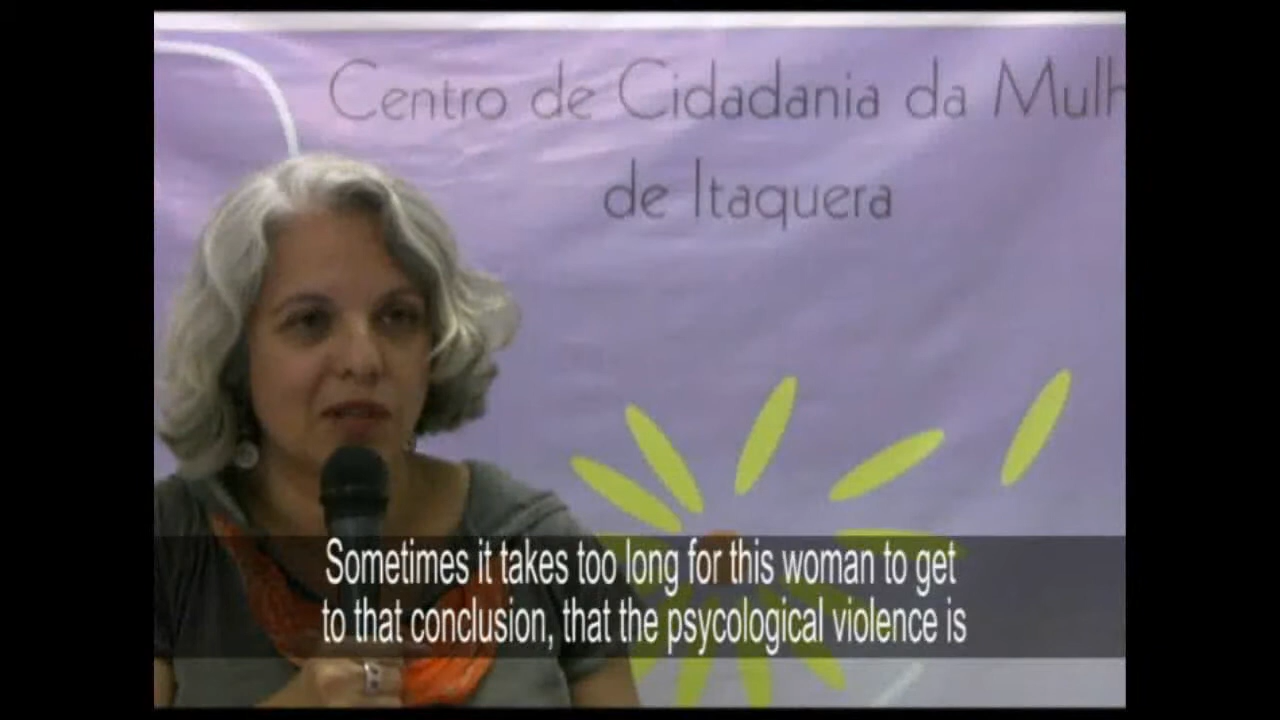 Centro de Cidadania da Mulh
de Itaquera
Sometimes it takes too long for this woman to get
to that conclusion, that the psycological violence is